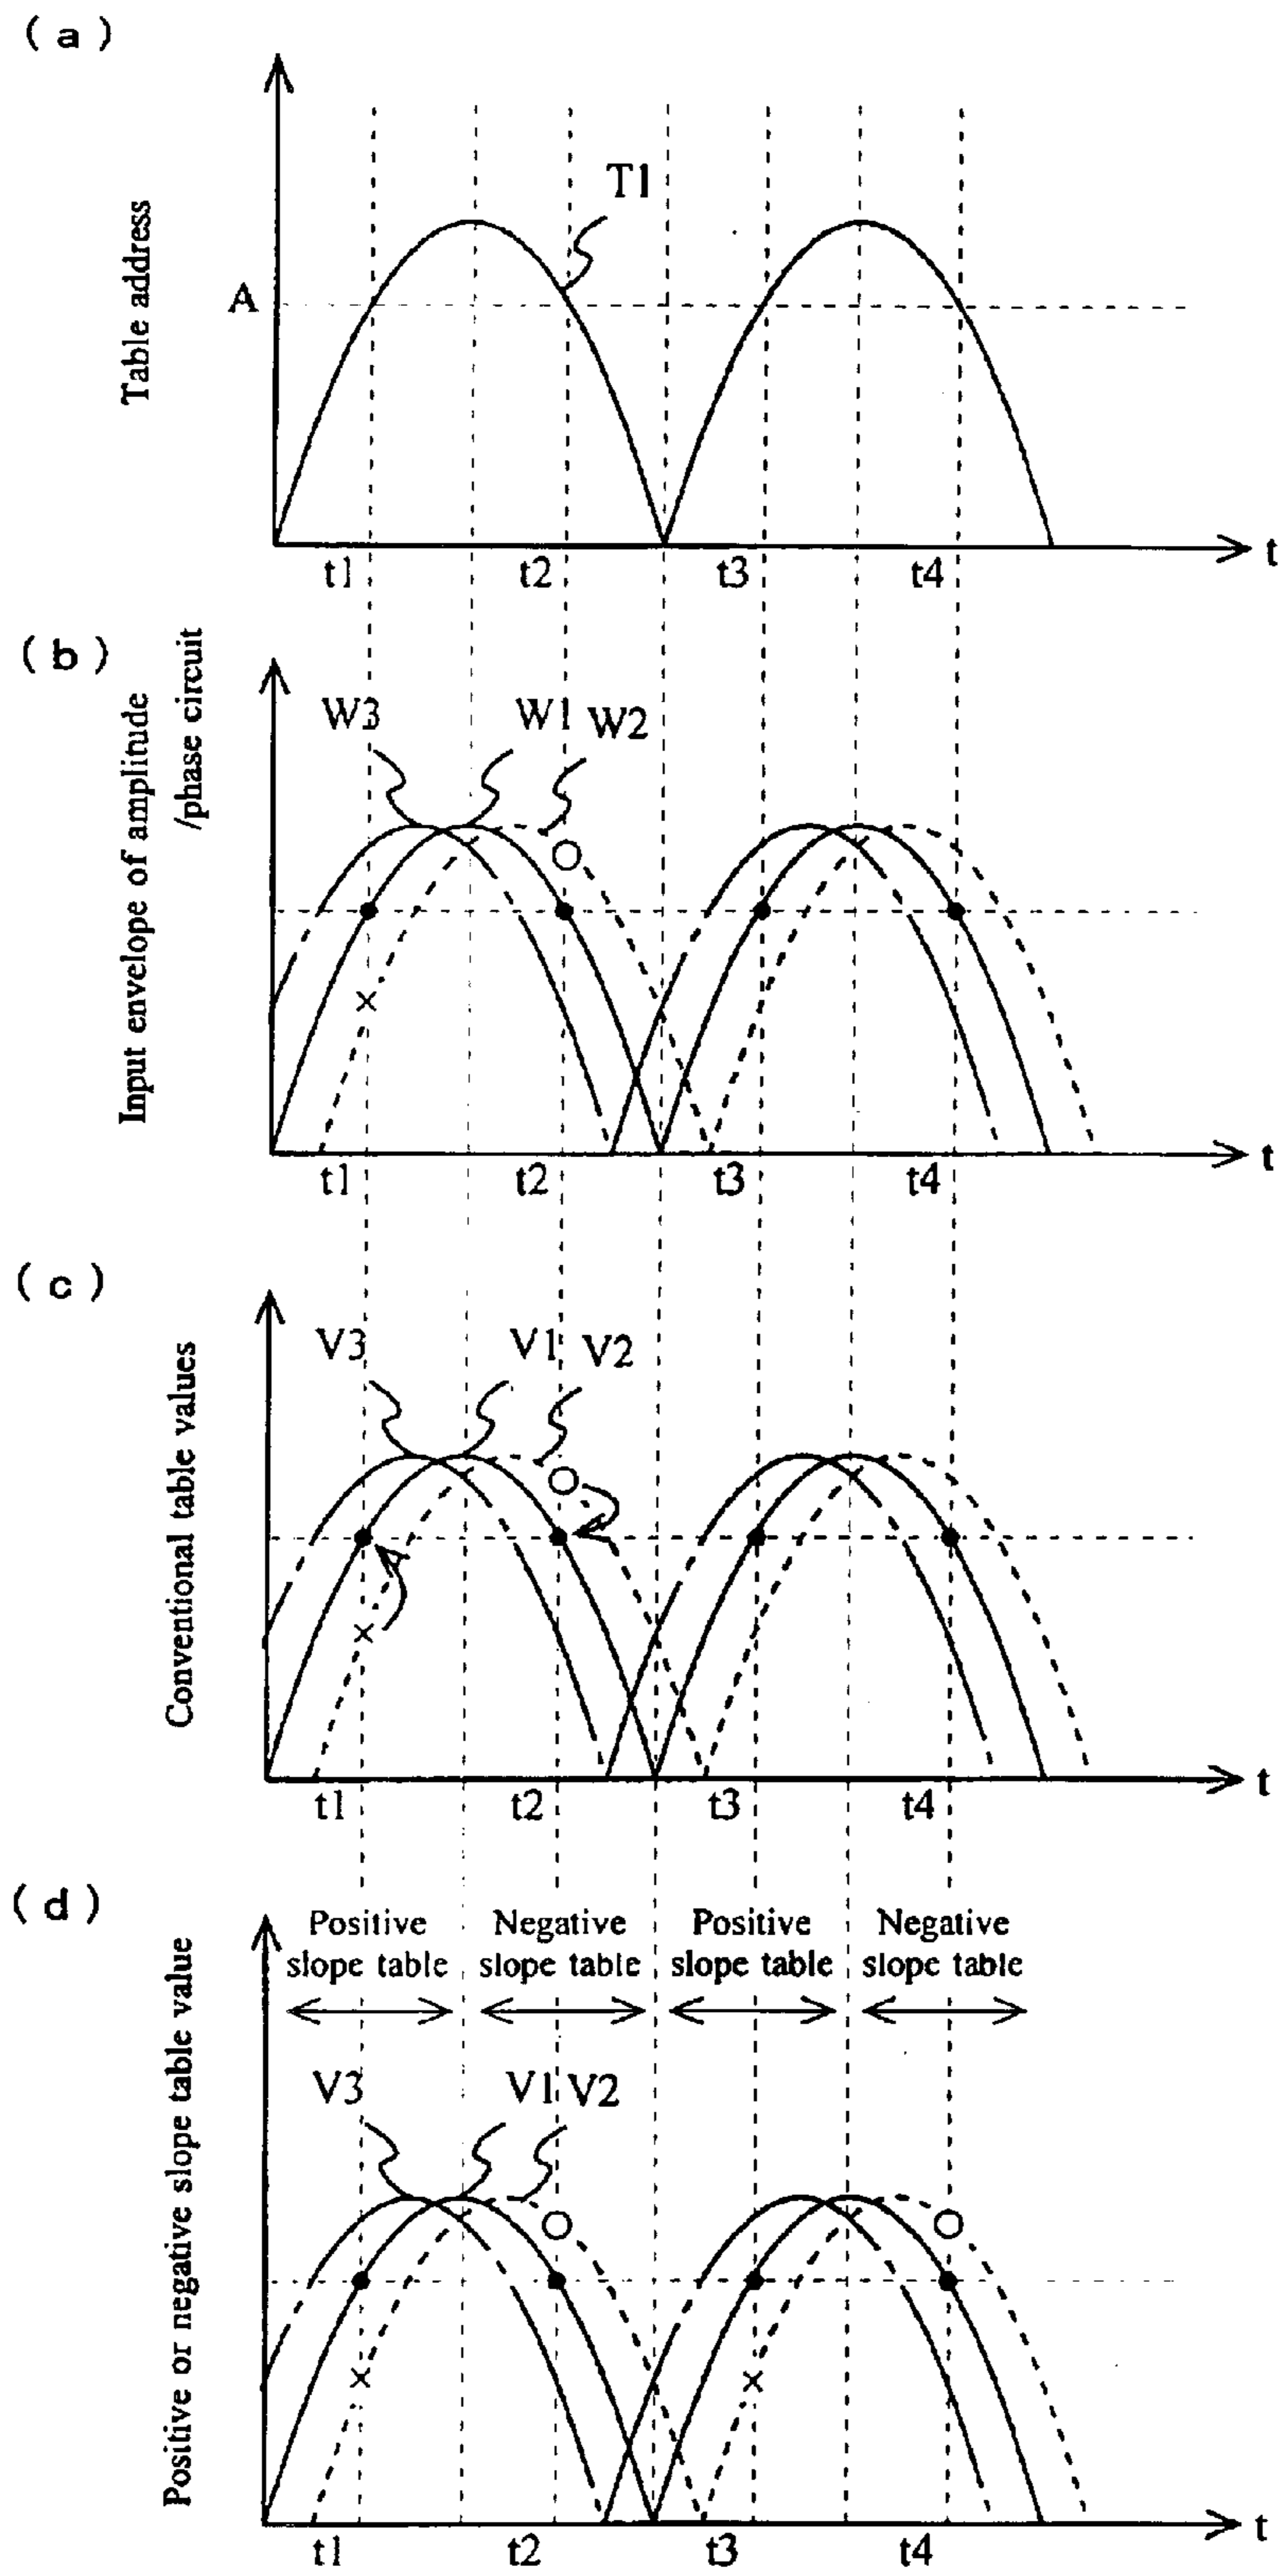 ( a )
Table address
T1
A
t1
t2
t3
t4
t
( b )
Input envelope of amplitude
/phase circuit
W3
W1
W2
t1
t2
t3
t4
t
( c )
Conventional table values
V3
V1
V2
t1
t2
t3
t4
t
( d )
Positive or negative slope table value
Positive
slope table
Negative
slope table
Positive
slope table
Negative
slope table
V3
V1
V2
t1
t2
t3
t4
t